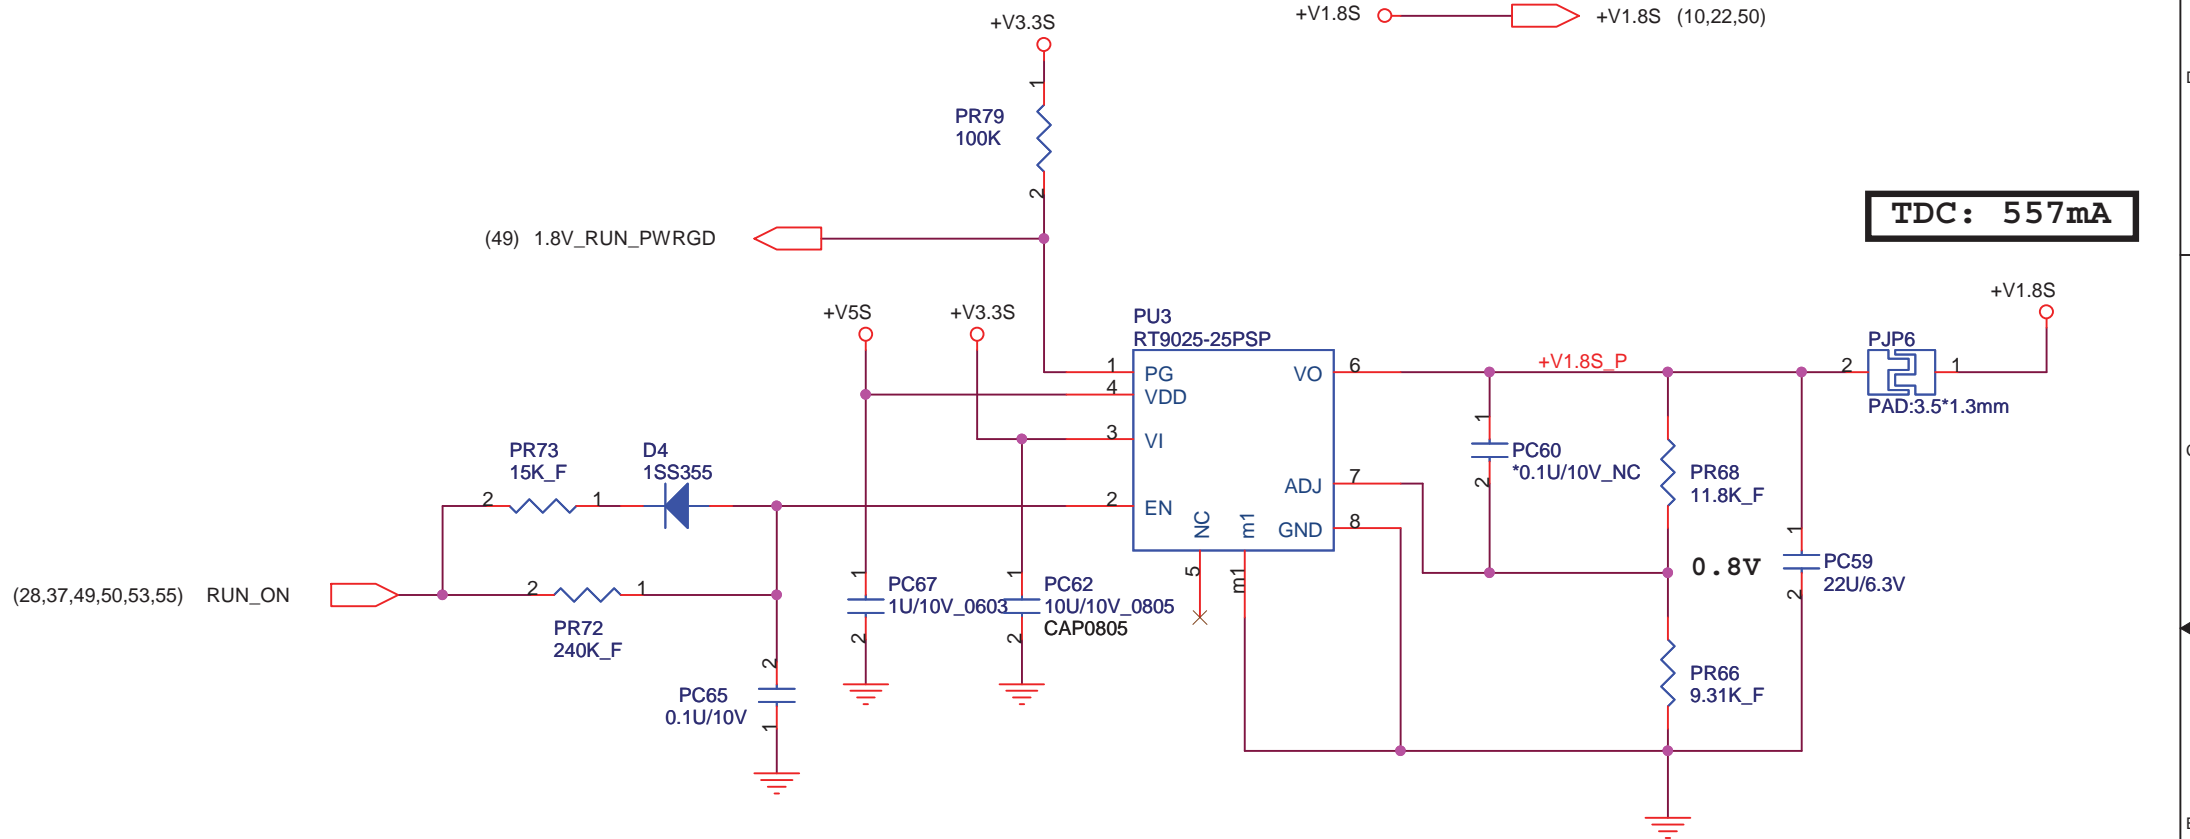 +V3.3S
+V1.8S
+V1.8S (10,22,50)
1
PR79
100K
2
TDC: 557mA
(49) 1.8V_RUN_PWRGD
+V5S
+V3.3S
PU3
RT9025-25PSP
+V1.8S
PJP6
1
PG
VO
6
+V1.8S_P
2
1
4
VDD
PAD:3.5*1.3mm
3
VI
1
PC60
*0.1U/10V_NC
2
PR73
15K_F
D4
1SS355
2
1
2
EN
ADJ
7
PR68
11.8K_F
NC
m1
GND
8
5
m1
0.8V
1
PC59
22U/6.3V
2
(28,37,49,50,53,55) RUN_ON
2
1
PR72
240K_F
1
PC67
1U/10V_0603
2
1
PC62
10U/10V_0805
CAP0805
2
2
PC65
0.1U/10V
1
PR66
9.31K_F